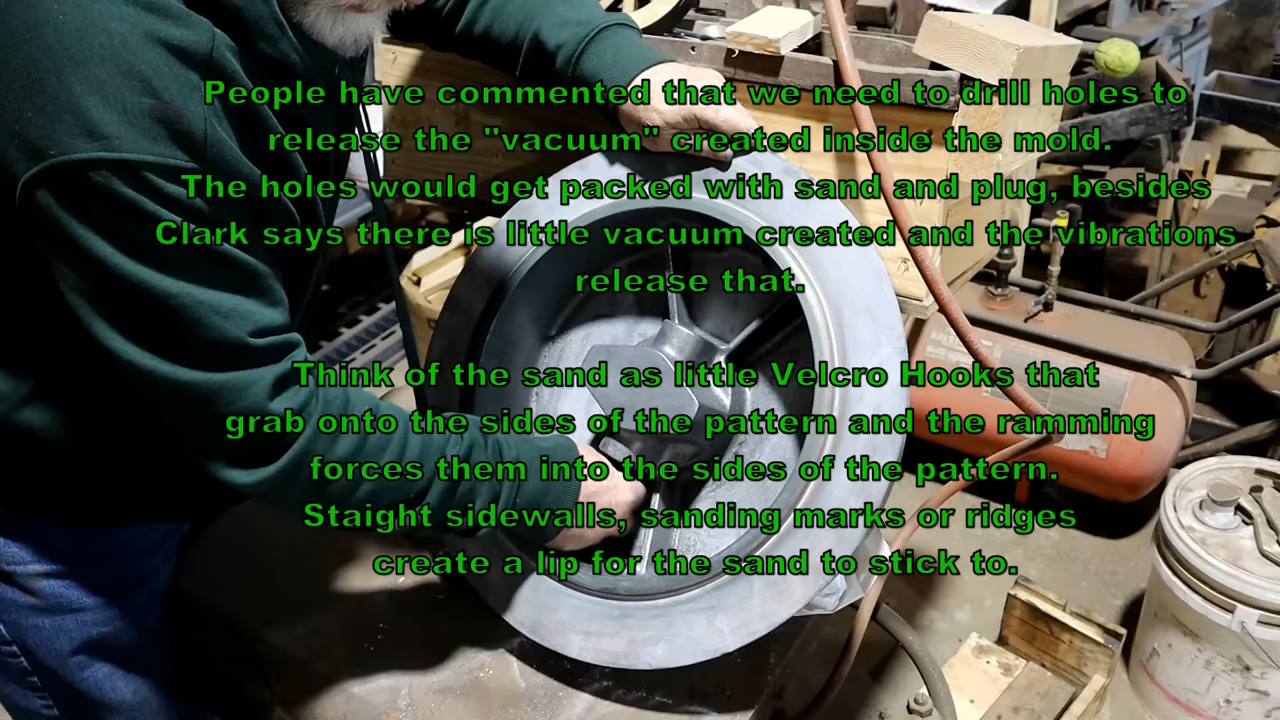 People have commented that we need to drill holes to
release the "vacuum" created inside the mold.
The holes would get packed with sand and plug, besides
Clark says there is little vacuum created and the vibrations
release that.
Think of the sand as little Velcro Hooks that
grab onto the sides of the pattern and the ramming
forces them into the sides of the pattern.
Staight sidewalls, sanding marks or ridges
create a lip for the sand to stick to.